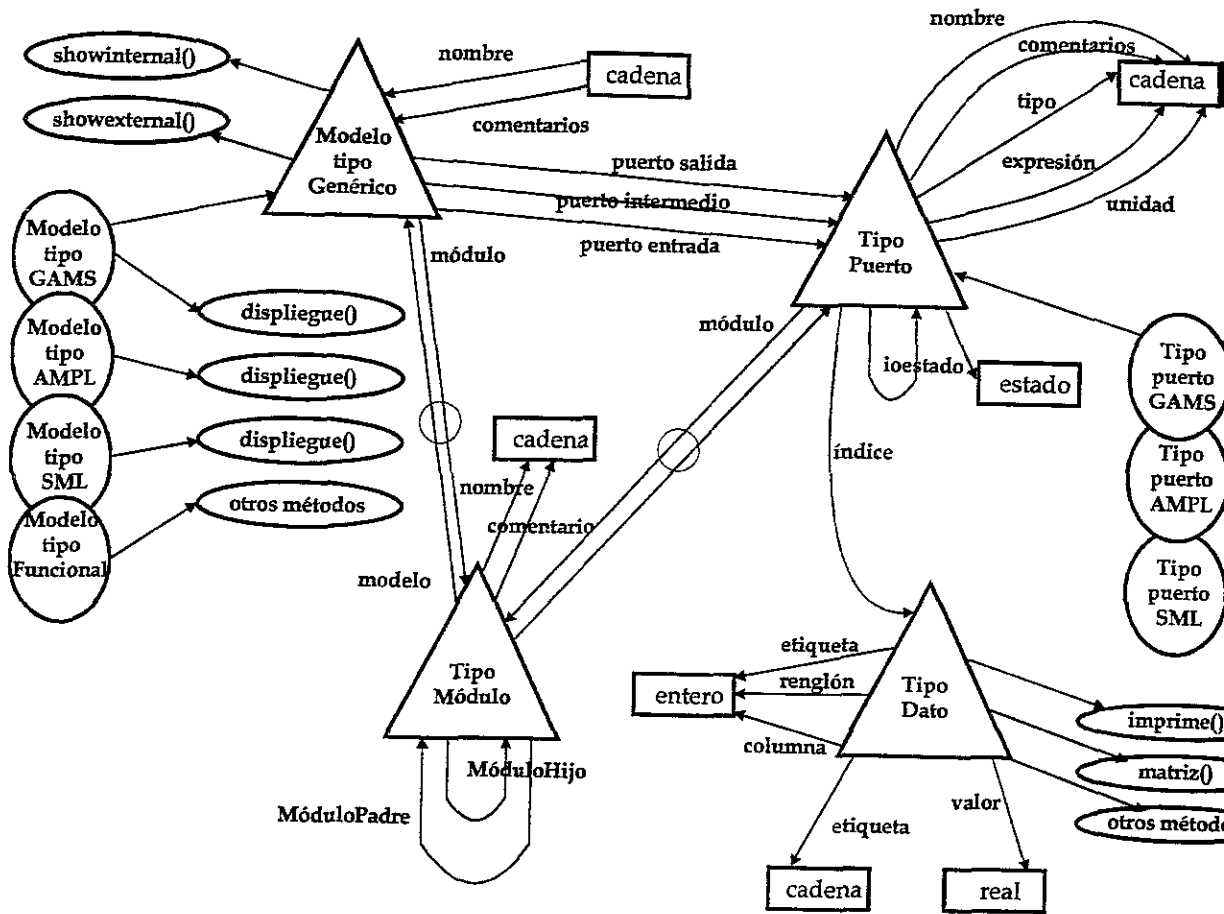 nombre
comentarios
cadena
tipo
expresión
unidad
showinternal()
showexternal()
nombre
cadena
comentarios
Modelo
tipo
Genérico
puerto salida
puerto intermedio
puerto entrada
Tipo
Puerto
Modelo
tipo
GAMS
Modelo
tipo
AMPL
Modelo
tipo
SML
Modelo
tipo
Funcional
despliegue()
despliegue()
despliegue()
otros métodos
módulo
módulo
ioestado
estado
índice
Tipo
puerto
GAMS
Tipo
puerto
AMPL
Tipo
puerto
SML
cadena
nombre
comentario
modelo
Tipo
Módulo
MóduloHijo
MóduloPadre
etiqueta
entero
renglón
columna
Tipo
Dato
imprime()
matriz()
otros método
etiqueta
valor
cadena
real